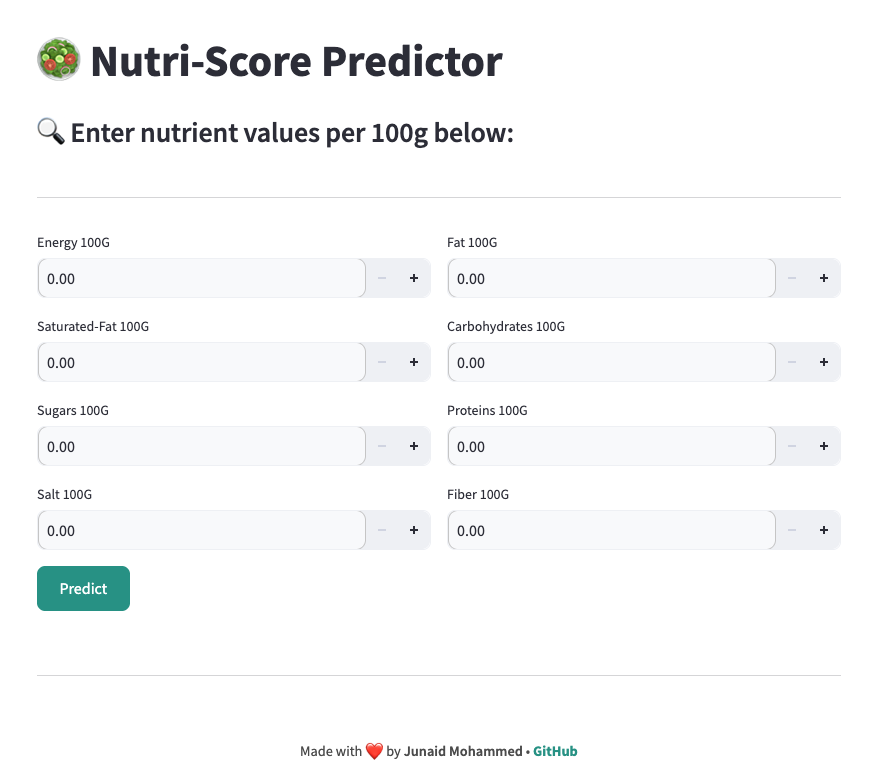 Nutri-Score Predictor
Enter nutrient values per 100g below:
Energy 100G
0.00
Fat 100G
0.00
Saturated-Fat 100G
0.00
Carbohydrates 100G
0.00
Sugars 100G
0.00
Proteins 100G
0.00
Salt 100G
0.00
Fiber 100G
0.00
Predict
Made with ❤️ by Junaid Mohammed • GitHub